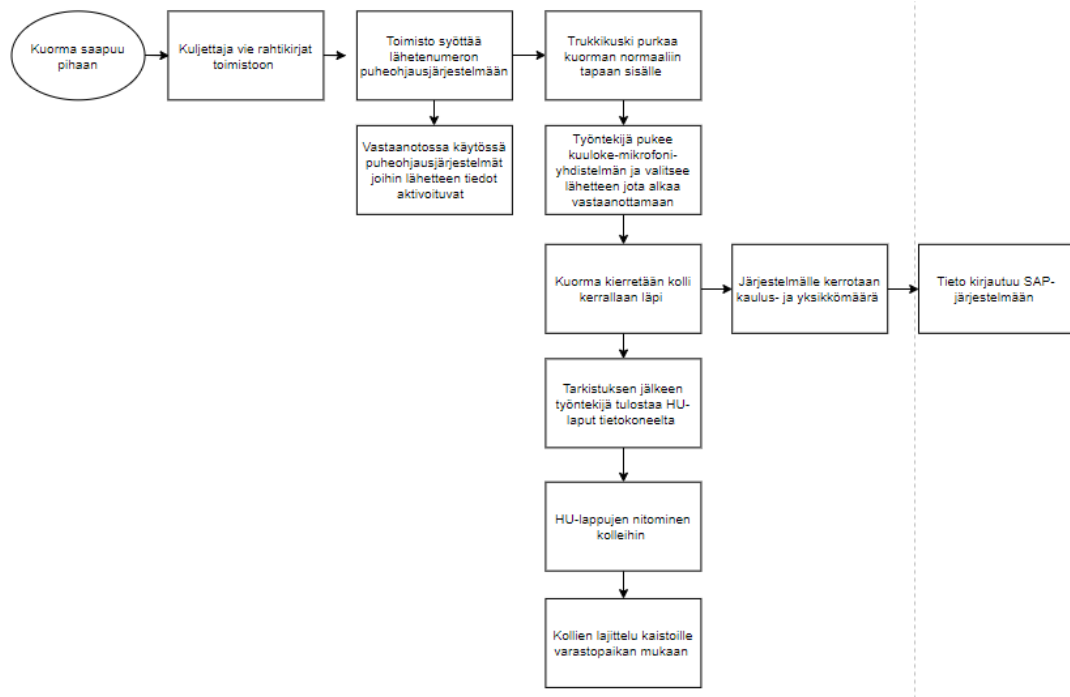 Kuorma saapuu
pihaan
Kuljettaja vie rahtikirjat
toimistoon
Toimisto syöttää
lähetenumeron
puheohjausjärjestelmään
Trukkikuski purkaa
kuorman normaaliin
tapaan sisälle
Vastaanotossa käytössä
puheohjausjärjestelmät
joihin lähetteen tiedot
aktivoituvat
Työntekijä pukee
kuuloke-mikrofoni-
yhdistelmän ja valitsee
lähetteen jota alkaa
vastaanottamaan
Kuorma kierretään kolli
kerrallaan läpi
Järjestelmälle kerrotaan
kaulus- ja yksikkömäärä
Tieto kirjautuu SAP-
järjestelmään
Tarkistuksen jälkeen
työntekijä tulostaa HU-
laput tietokoneelta
HU-lappujen nitominen
kolleihin
Kollien lajittelu kaistoille
varastopaikan mukaan